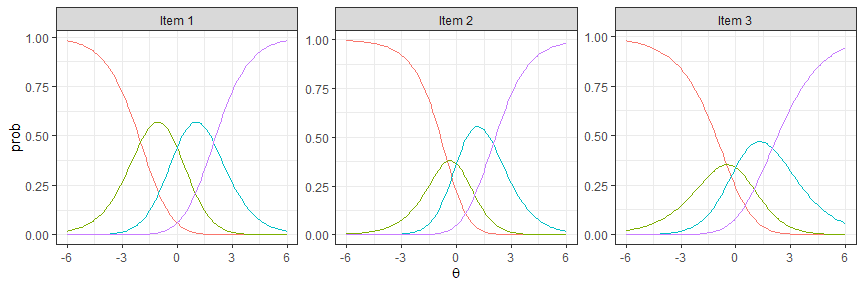 Item 1 Item 2 Item 3
1.00 1.00 1.00
0.75 0.75 0.75
0.50 0.50 0.50
0.25 0.25 0.25
0.00 0.00 0.00
prob
-6 -3 0 3 6 -6 -3 0 3 6 -6 -3 0 3 6
θ